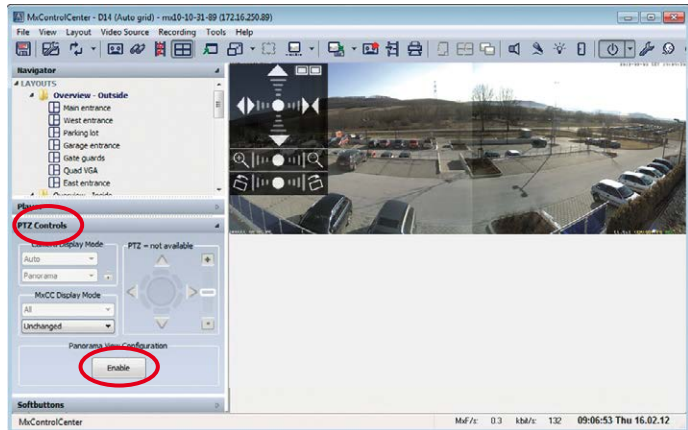 MxControlCenter - D14 (Auto grid) - mx10-10-31-89 (172.16.250.89)
File View Layout Video Source Recording Tools Help
Navigator
LAYOUTS
Overview - Outside
Main entrance
West entrance
Parking lot
Garage entrance
Gate guards
Quad VGA
East entrance
Overview - Inside
Player
PTZ Controls
Camera Display Mode
PTZ - not available
Auto
Panorama
MxCC Display Mode
All
Unchanged
Panorama View Configuration
Enable
Softbuttons
MxControlCenter
MxF/s: 0.3 kbit/s: 132 09:06:53 Thu 16.02.12